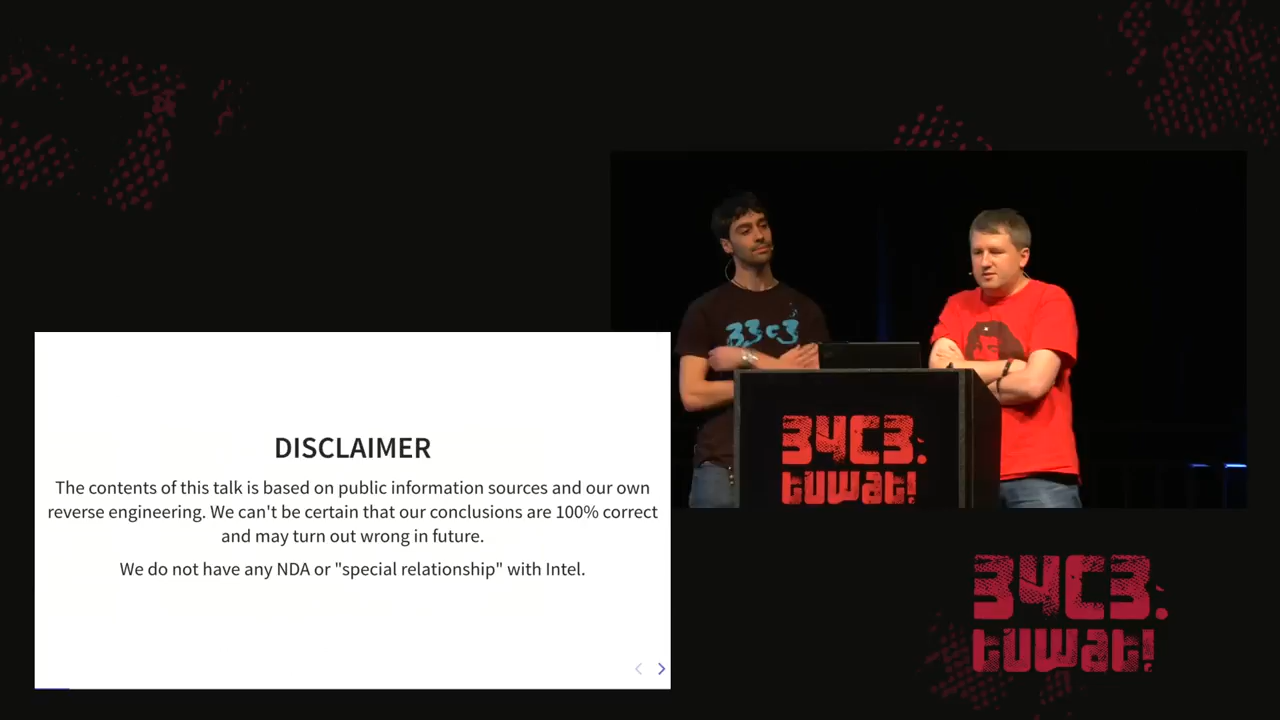 DISCLAIMER
The contents of this talk is based on public information sources and our own
reverse engineering. We can't be certain that our conclusions are 100% correct
and may turn out wrong in future.
We do not have any NDA or "special relationship" with Intel.
33c3
34C3.
tuwat!
34C3.
tuwat!